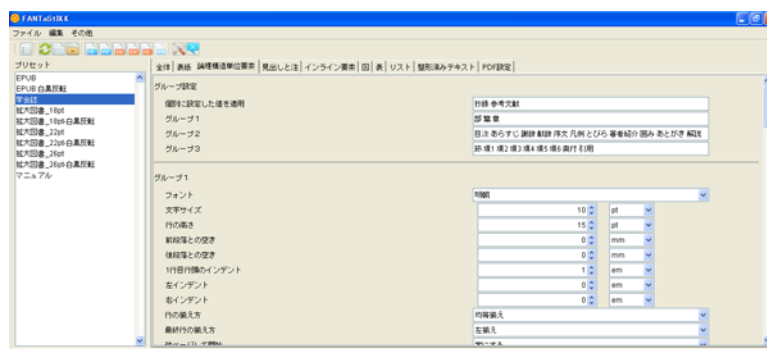 FANTaStIKK
ファイル 編集 その他
プリセット
EPUB
EPUB 白黒反転
学会誌
拡大図書_18pt
拡大図書_18pt-白黒反転
拡大図書_22pt
拡大図書_22pt-白黒反転
拡大図書_26pt
拡大図書_26pt-白黒反転
マニュアル
全体 表紙 論理構造単位要素 見出しと注 インライン要素 図 表 リスト 整形済みテキスト PDF設定
グループ設定
個別に設定した値を適用 抄録 参考文献
グループ1 部 篇 章
グループ2 目次 あらすじ 謝辞 献辞 序文 凡例 とびら 著者紹介 囲み あとがき 解説
グループ3 節 項1 項2 項3 項4 項5 項6 奥付 引用
グループ1
フォント 明朝
文字サイズ 10 pt
行の高さ 15 pt
前段落との空き 0 mm
後段落との空き 0 mm
1行目行頭のインデント 1 em
左インデント 0 em
右インデント 0 em
行の揃え方 均等揃え
最終行の揃え方 左揃え